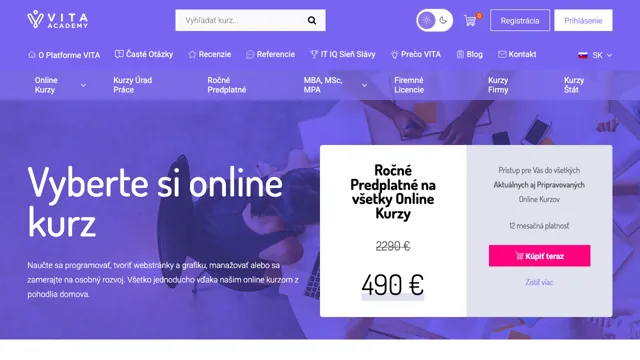 VITA
ACADEMY
Vyhľadať kurz...
0
Registrácia
Prihlásenie
O Platforme VITA
Časté Otázky
Recenzie
Referencie
IT IQ Sieň Slávy
Prečo VITA
Blog
Kontakt
SK
Online
Kurzy
Kurzy Úrad
Práce
Ročné
Predplatné
MBA, MSc,
MPA
Firemné
Licencie
Kurzy
Firmy
Kurzy
Štát
Vyberte si online
kurz
Naučte sa programovať, tvoriť webstránky a grafiku, manažovať alebo sa
zamerajte na osobný rozvoj. Všetko jednoducho vďaka našim online kurzom z
pohodlia domova.
Ročné
Predplatné na
všetky Online
Kurzy
2290 €
490 €
Prístup pre Vás do všetkých
Aktuálnych aj Pripravovaných
Online Kurzov
12 mesačná platnosť
Kúpiť teraz
Zistiť viac